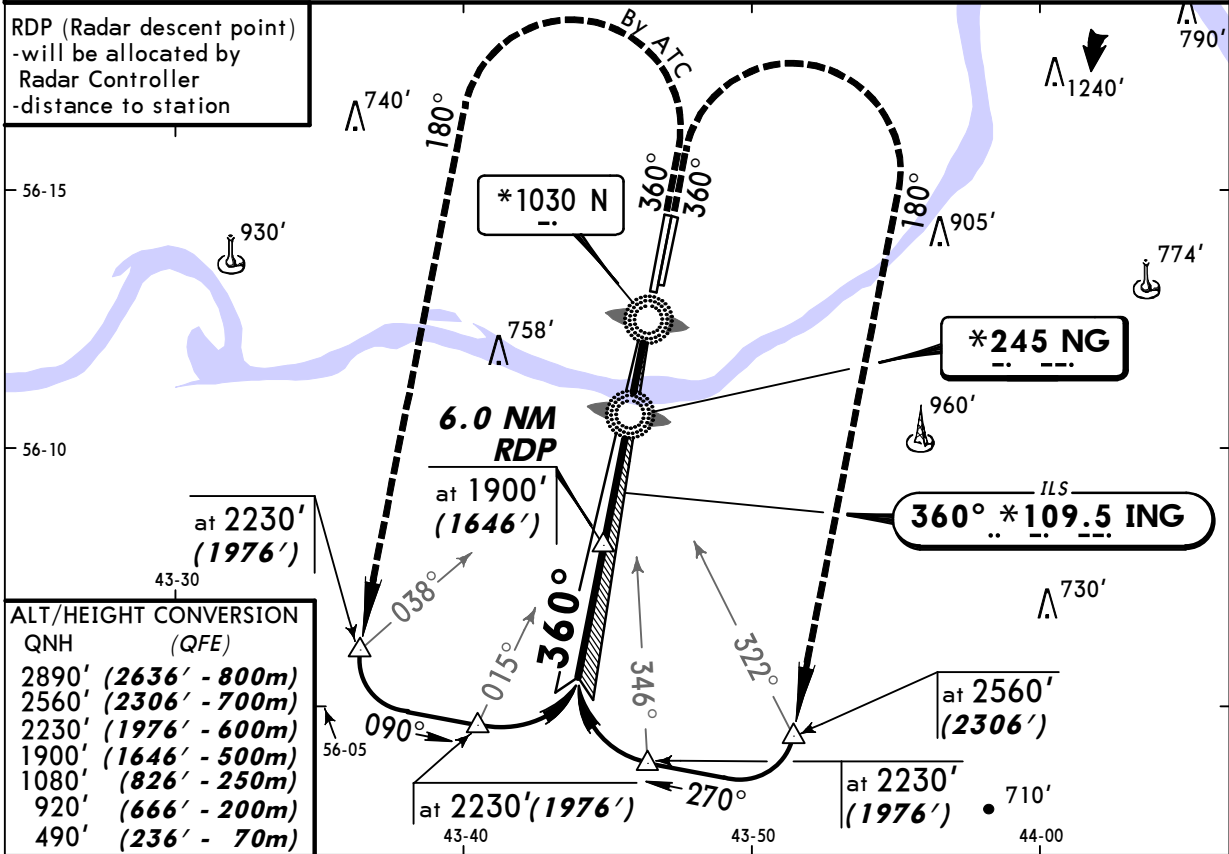 RDP (Radar descent point)
-will be allocated by
Radar Controller
-distance to station
By ATC
790'
1240'
740'
180°
360°
360°
180°
56-15
*1030 N
930'
905'
774'
758'
*245 NG
6.0 NM
RDP
960'
56-10
at 1900'
(1646')
ILS
360° *109.5 ING
at 2230'
(1976')
43-30
038°
015°
360°
346°
322°
730'
ALT/HEIGHT CONVERSION
QNH (QFE)
2890' (2636' - 800m)
2560' (2306' - 700m)
2230' (1976' - 600m)
1900' (1646' - 500m)
1080' (826' - 250m)
920' (666' - 200m)
490' (236' - 70m)
at 2560'
(2306')
090°
56-05
at 2230'(1976')
270°
at 2230'
(1976')
710'
43-40
43-50
44-00